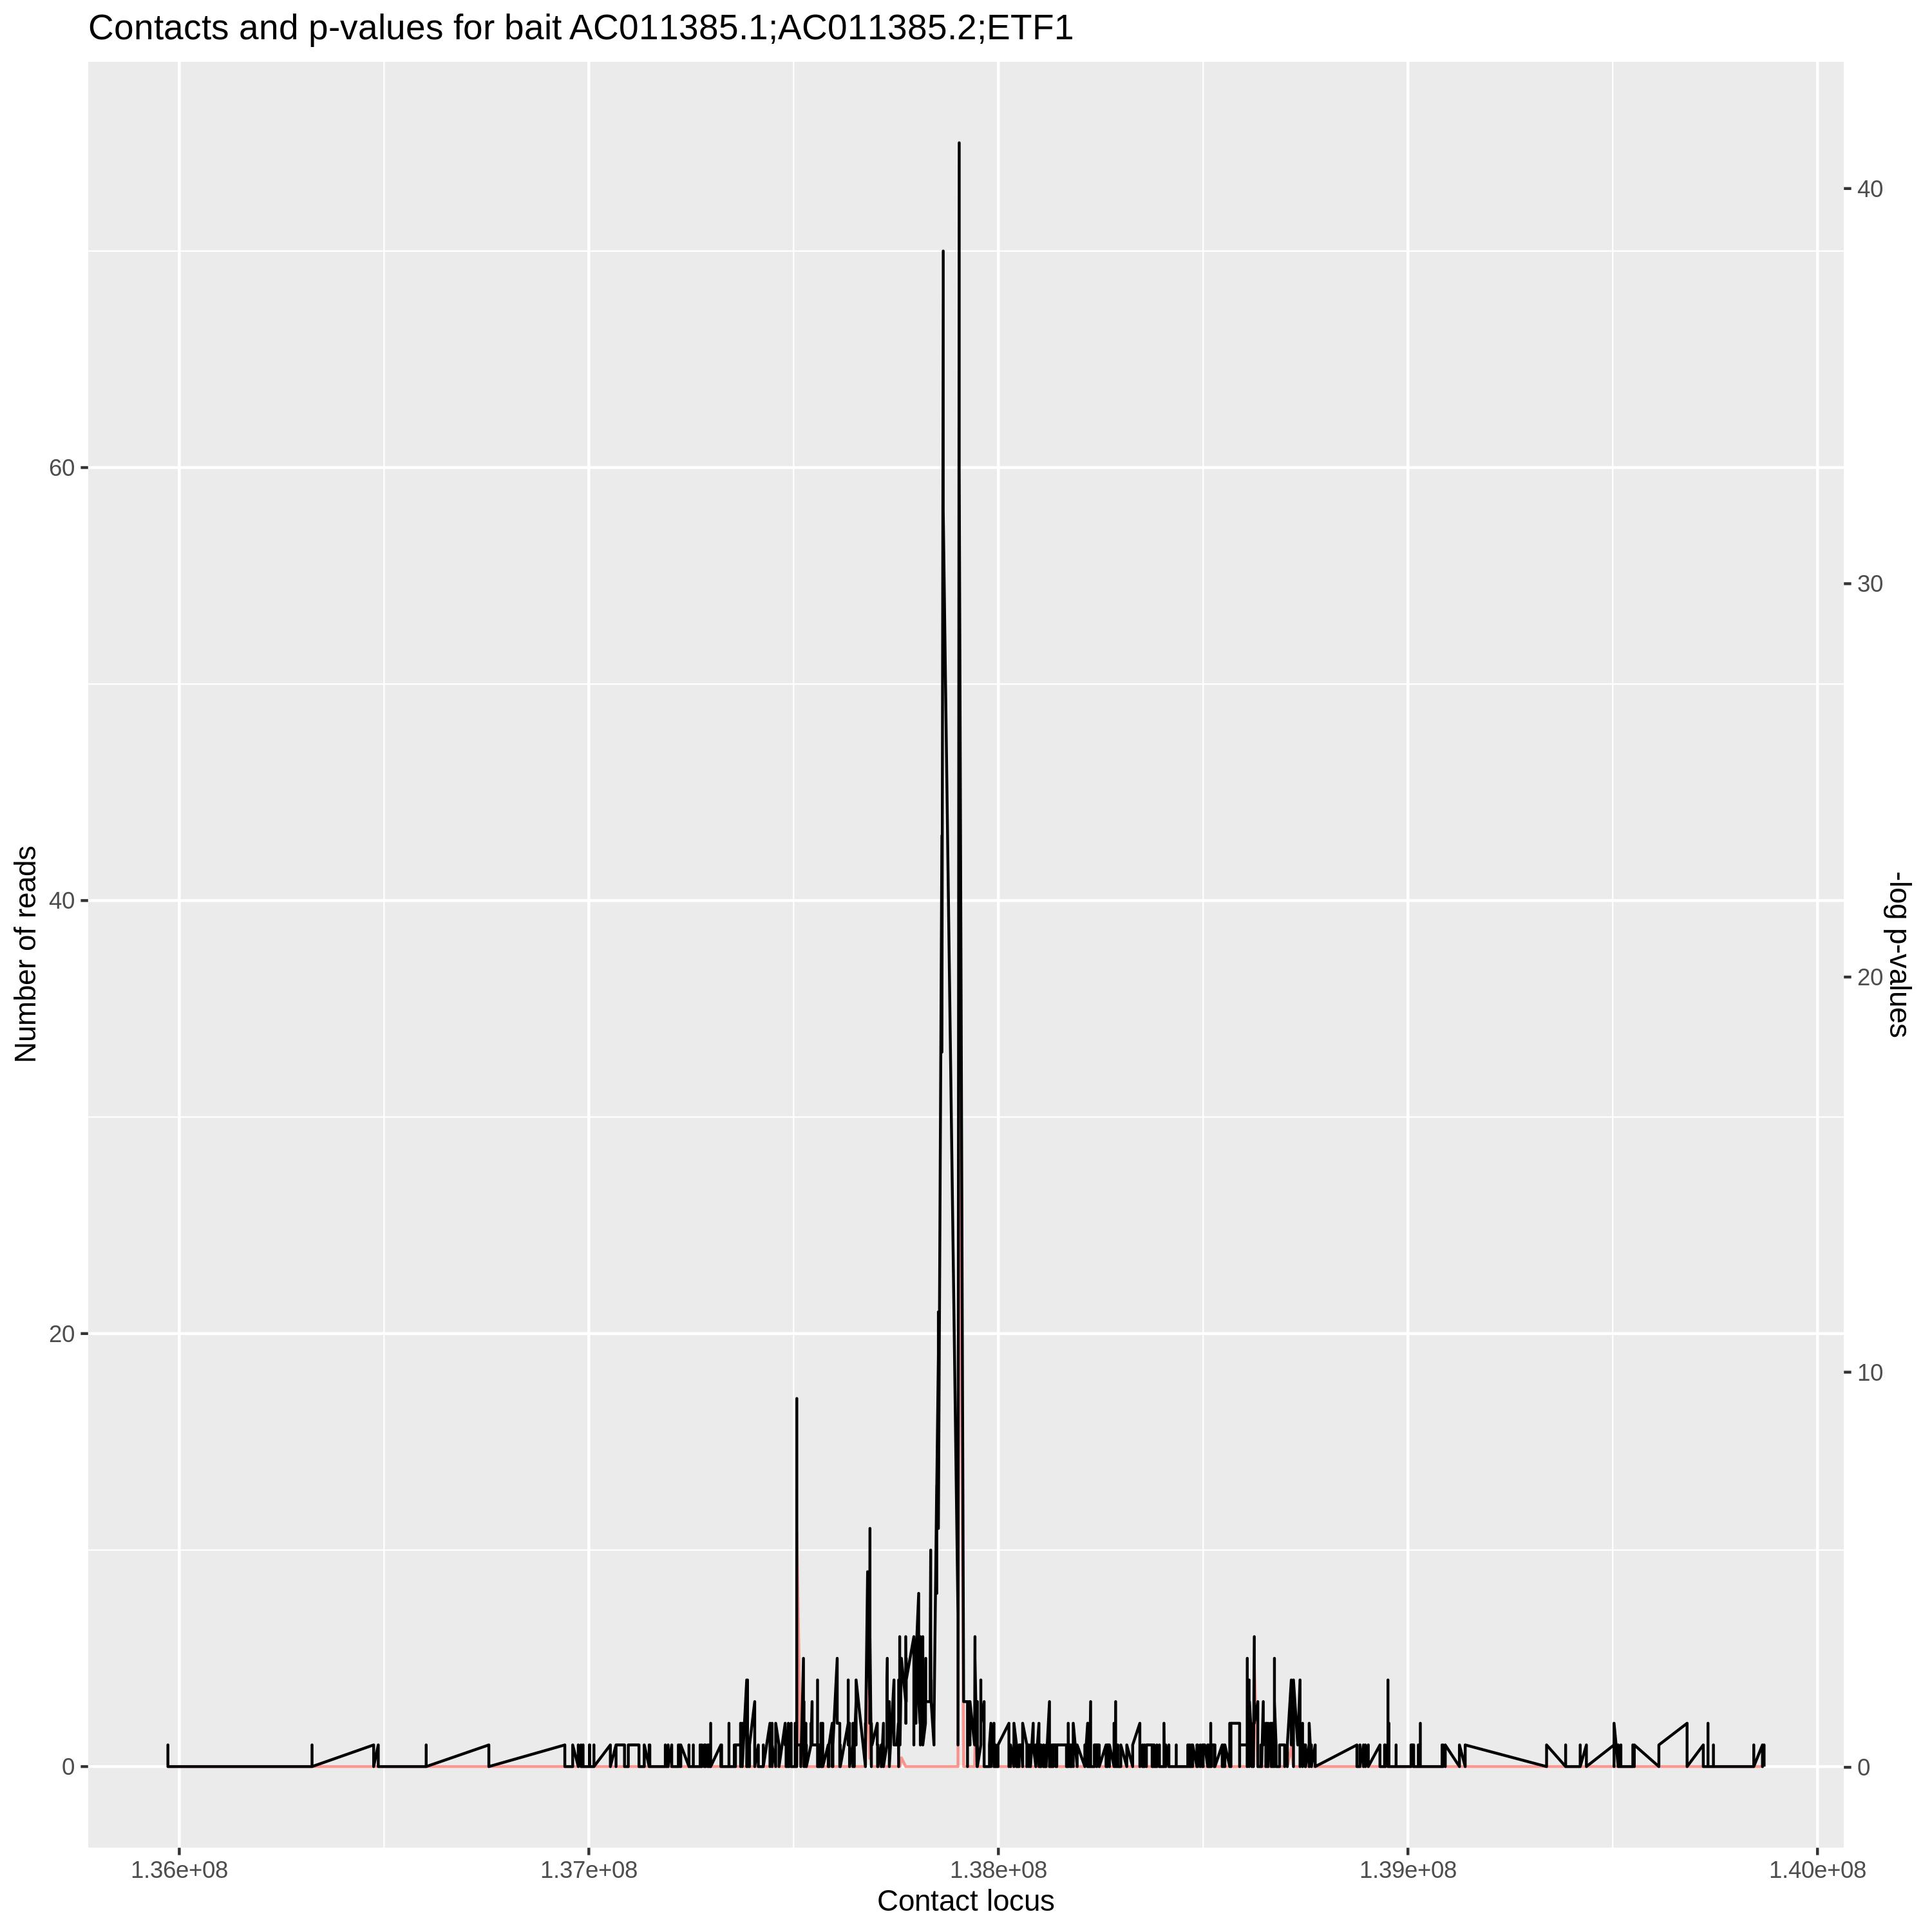 Contacts and p-values for bait AC011385.1;AC011385.2;ETF1
Number of reads
60
40
20
0
40
30
20
10
0
-log p-values
1.36e+08
1.37e+08
1.38e+08
1.39e+08
1.40e+08
Contact locus